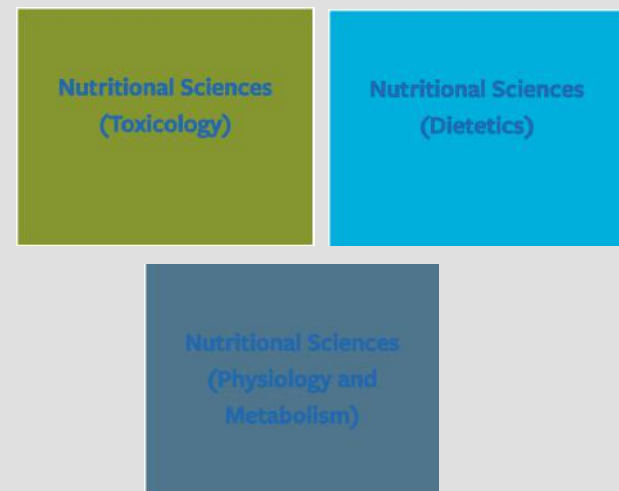 Nutritional Sciences
(Toxicology)
Nutritional Sciences
(Dietetics)
Nutritional Sciences
(Physiology and
Metabolism)